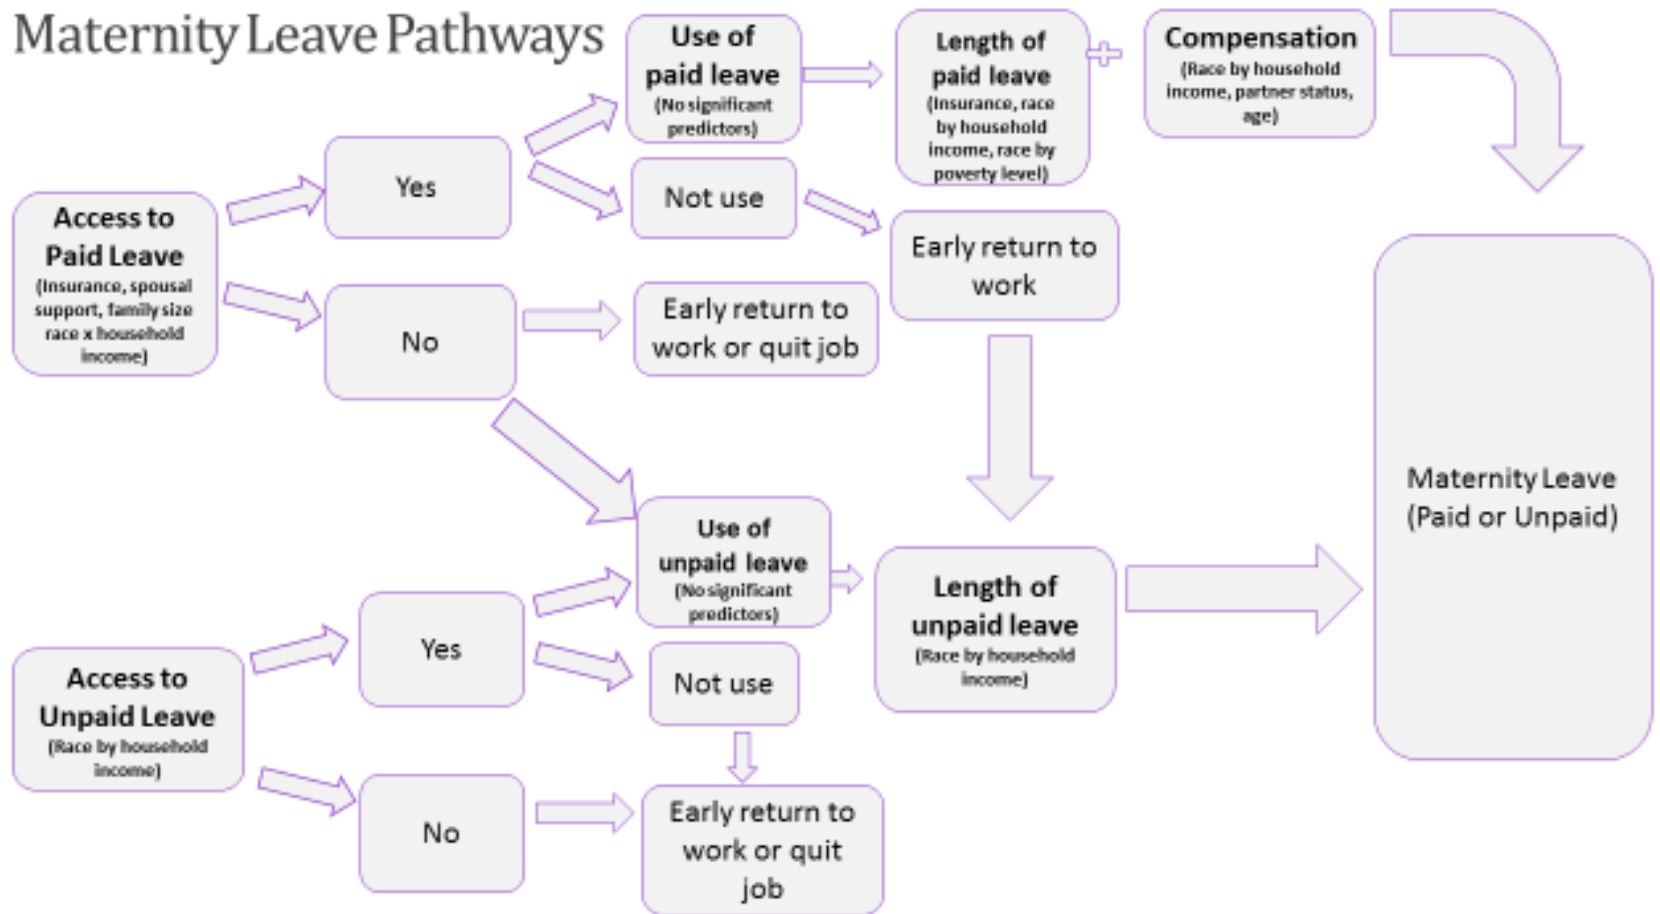 Maternity Leave Pathways
Use of
paid leave
(No significant
predictors)
Length of
paid leave
(Insurance, race
by household
income, race by
poverty level)
Compensation
(Race by household
income, partner status,
age)
Yes
Not use
Early return to
work
Access to
Paid Leave
(Insurance, spousal
support, family size
race x household
income)
No
Early return to
work or quit job
Use of
unpaid leave
(No significant
predictors)
Length of
unpaid leave
(Race by household
income)
Maternity Leave
(Paid or Unpaid)
Yes
Not use
Access to
Unpaid Leave
(Race by household
income)
No
Early return to
work or quit
job